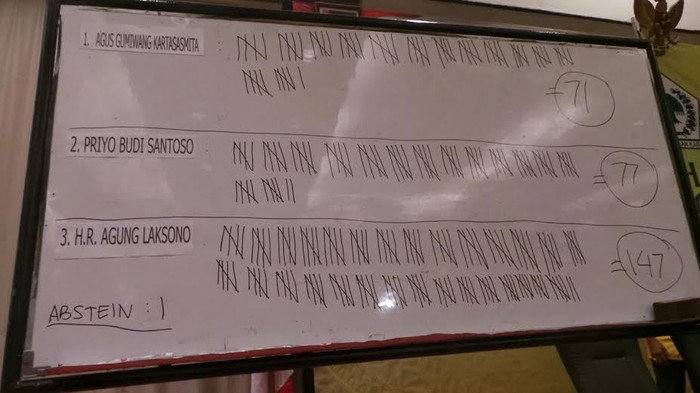 1. AGUS GUMIWANG KARTASASMITA
= 71
2. PRIYO BUDI SANTOSO
= 77
3. H.R. AGUNG LAKSONO
= 147
ABSTEIN : 1